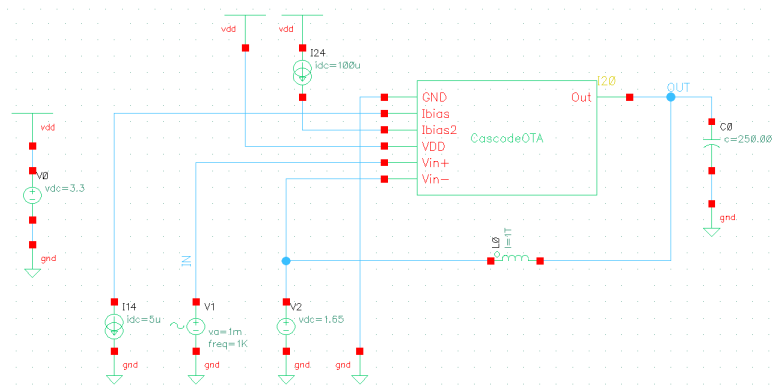 vdd
vdd
I24
idc=100u
I20
GND
Out
OUT
Ibias
Ibias2
CascodeOTA
VDD
Vin+
Vin-
C0
c=250.00
gnd
vdd
V0
vdc=3.3
gnd
L0
l=1T
IN
I14
idc=5u
gnd
V1
va=1m
freq=1K
gnd
V2
vdc=1.65
gnd
gnd